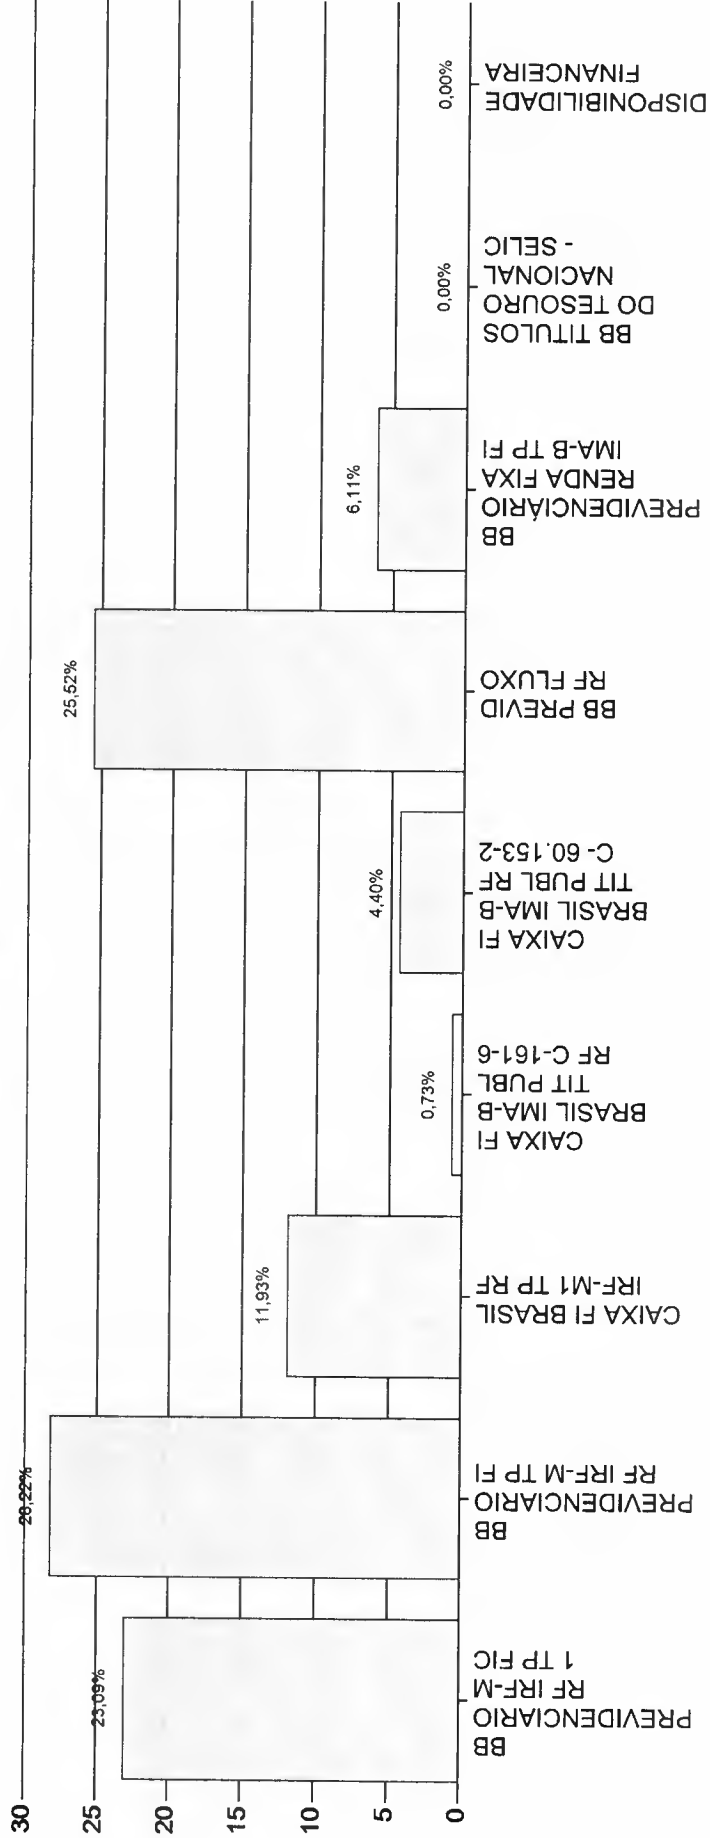 30
25
20
15
10
5
0
23,09%
28,22%
11,93%
0,73%
4,40%
25,52%
6,11%
0,00%
0,00%
BB
PREVIDENCIARIO
RF IRF-M
1 TP FIC
BB
PREVIDENCIARIO
RF IRF-M TP FI
CAIXA FI BRASIL
IRF-M1 TP RF
CAIXA FI
BRASIL IMA-B
TIT PUBL
RF C-161-6
CAIXA FI
BRASIL IMA-B
TIT PUBL RF
C- 60.153-2
BB PREVID
RF FLUXO
BB
PREVIDENCIÁRIO
RENDA FIXA
IMA-B TP FI
BB TITULOS
DO TESOURO
NACIONAL
- SELIC
DISPONIBILIDADE
FINANCEIRA